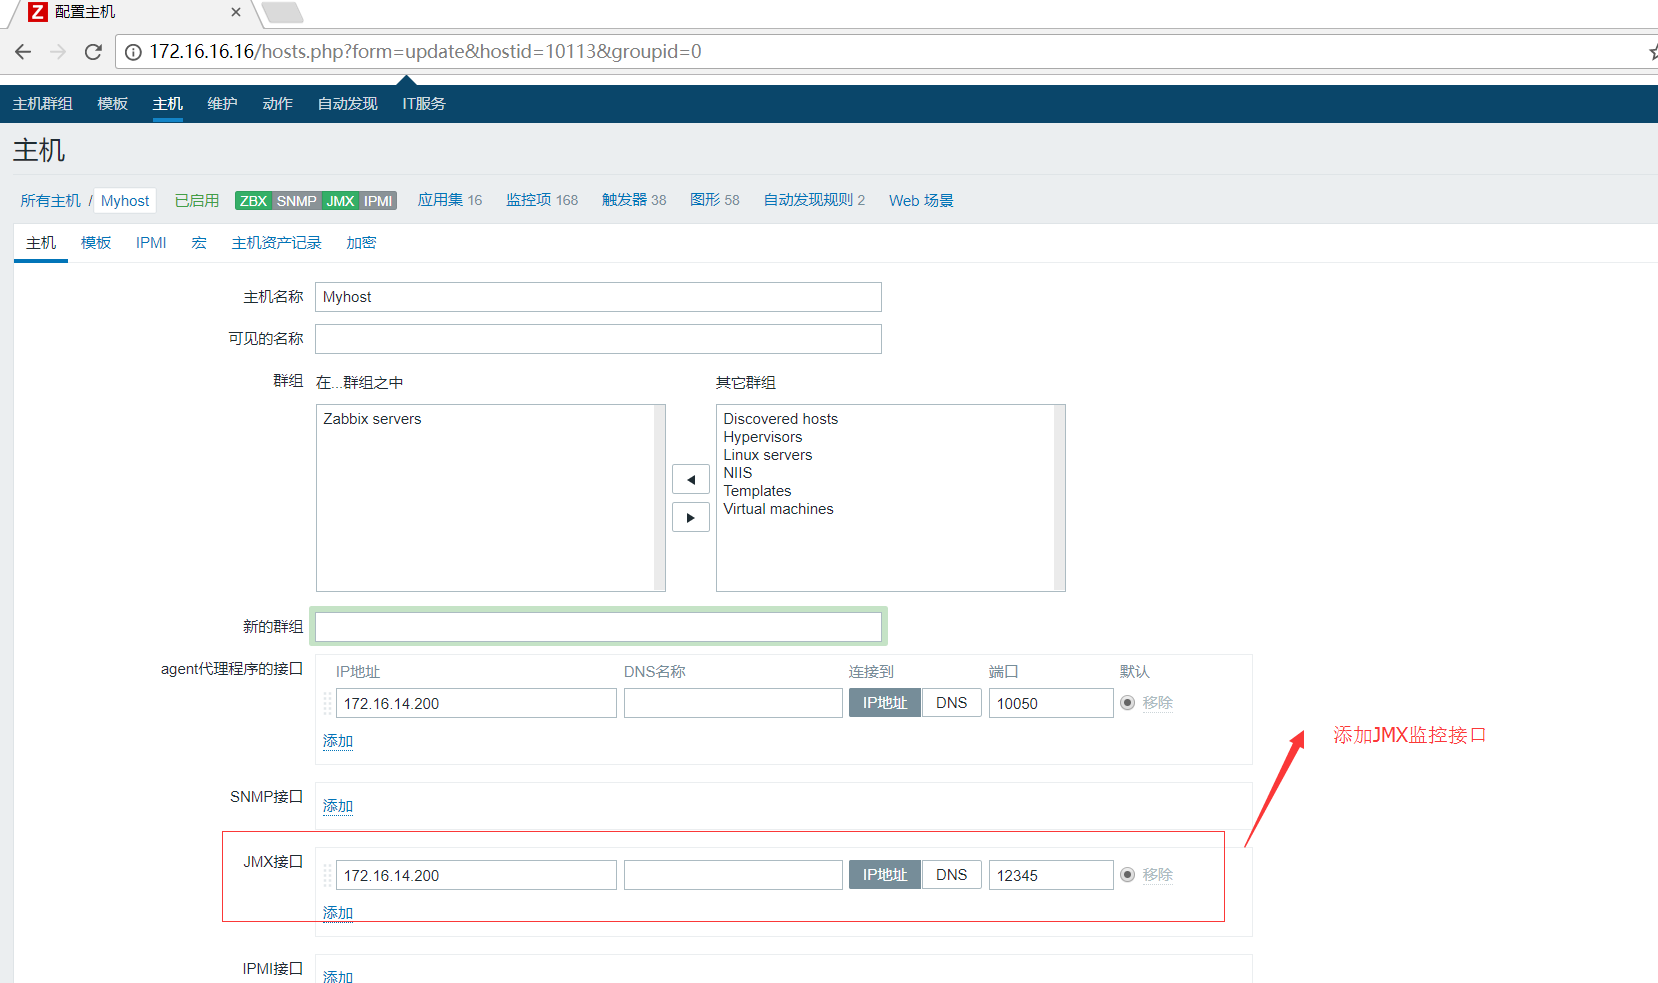 Z 配置主机
172.16.16.16/hosts.php?form=update&hostid=10113&groupid=0
主机群组 模板 主机 维护 动作 自动发现 IT服务
主机
所有主机 / Myhost 已启用 ZBX SNMP JMX IPMI 应用集 16 监控项 168 触发器 38 图形 58 自动发现规则 2 Web 场景
主机 模板 IPMI 宏 主机资产记录 加密
主机名称 Myhost
可见的名称
群组 在...群组之中 其它群组
Zabbix servers
Discovered hosts
Hypervisors
Linux servers
NIIS
Templates
Virtual machines
新的群组
agent代理程序的接口 IP地址 DNS名称 连接到 端口 默认
172.16.14.200 IP地址 DNS 10050 移除
添加
添加JMX监控接口
SNMP接口 添加
JMX接口 172.16.14.200 IP地址 DNS 12345 移除
添加
IPMI接口 添加